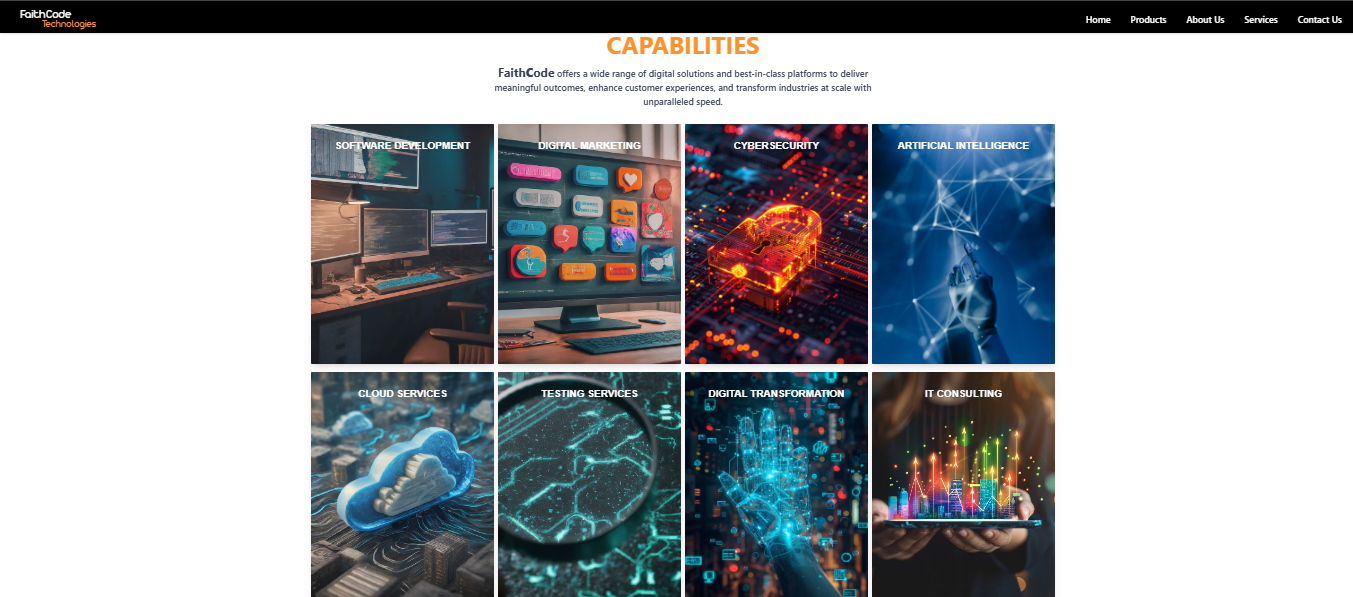 FaithCode
Technologies
Home Products About Us Services Contact Us
CAPABILITIES
FaithCode offers a wide range of digital solutions and best-in-class platforms to deliver
meaningful outcomes, enhance customer experiences, and transform industries at scale with
unparalleled speed.
SOFTWARE DEVELOPMENT
DIGITAL MARKETING
CYBERSECURITY
ARTIFICIAL INTELLIGENCE
CLOUD SERVICES
TESTING SERVICES
DIGITAL TRANSFORMATION
IT CONSULTING